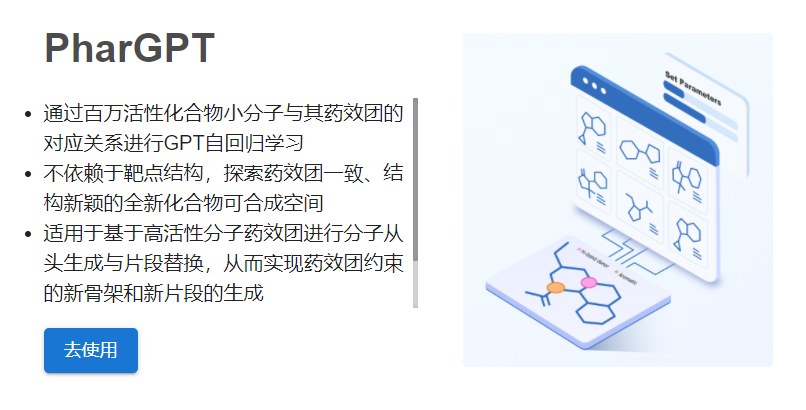 PharGPT
通过百万活性化合物小分子与其药效团的
对应关系进行GPT自回归学习
不依赖于靶点结构，探索药效团一致、结
构新颖的全新化合物可合成空间
适用于基于高活性分子药效团进行分子从
头生成与片段替换，从而实现药效团约束
的新骨架和新片段的生成
去使用
Set Parameters
H-bond donor
Aromatic